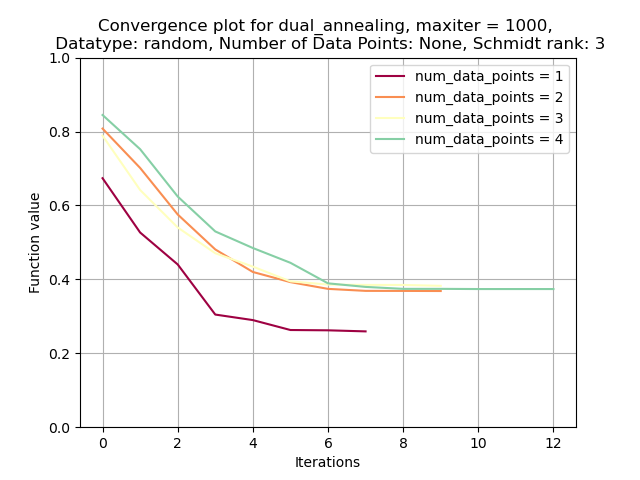 Convergence plot for dual_annealing, maxiter = 1000,
Datatype: random, Number of Data Points: None, Schmidt rank: 3
1.0
0.8
0.6
0.4
0.2
0.0
Function value
num_data_points = 1
num_data_points = 2
num_data_points = 3
num_data_points = 4
0 2 4 6 8 10 12
Iterations